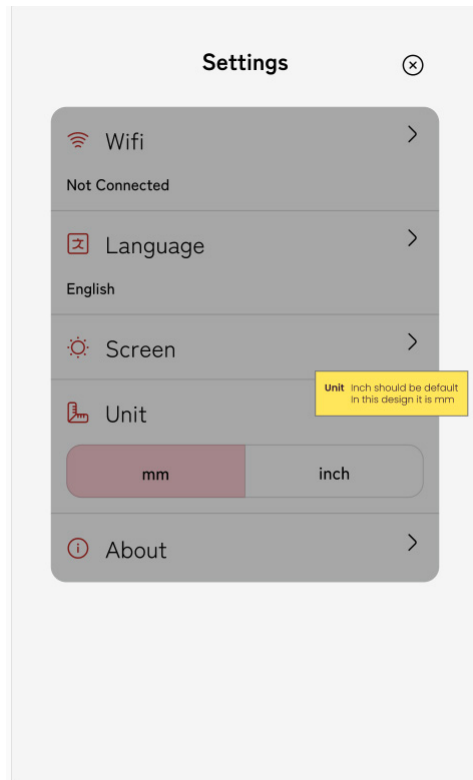 Settings
Wifi
Not Connected
Language
English
Screen
Unit Inch should be default
In this design it is mm
Unit
mm inch
About